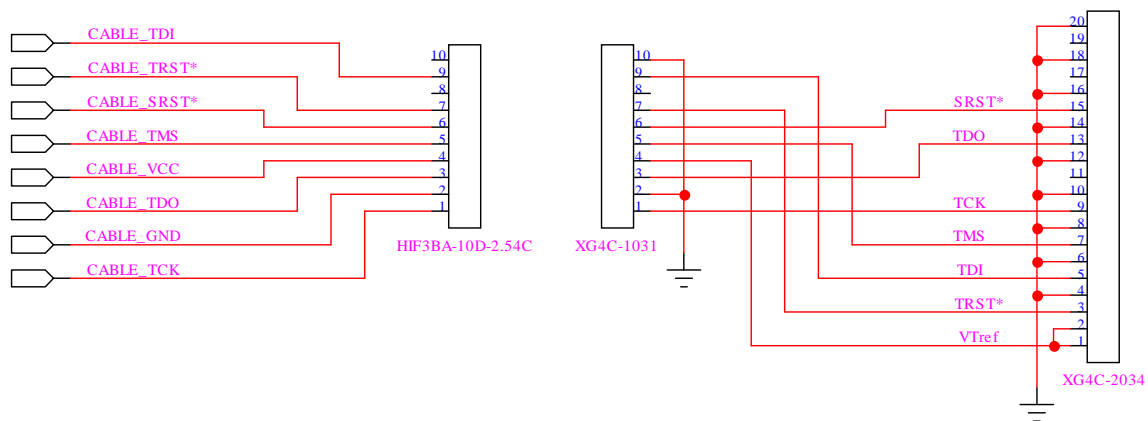 CABLE_TDI
CABLE_TRST*
CABLE_SRST*
CABLE_TMS
CABLE_VCC
CABLE_TDO
CABLE_GND
CABLE_TCK
10
9
8
7
6
5
4
3
2
1
HIF3BA-10D-2.54C
10
9
8
7
6
5
4
3
2
1
XG4C-1031
SRST*
TDO
TCK
TMS
TDI
TRST*
VTref
20
19
18
17
16
15
14
13
12
11
10
9
8
7
6
5
4
3
2
1
XG4C-2034